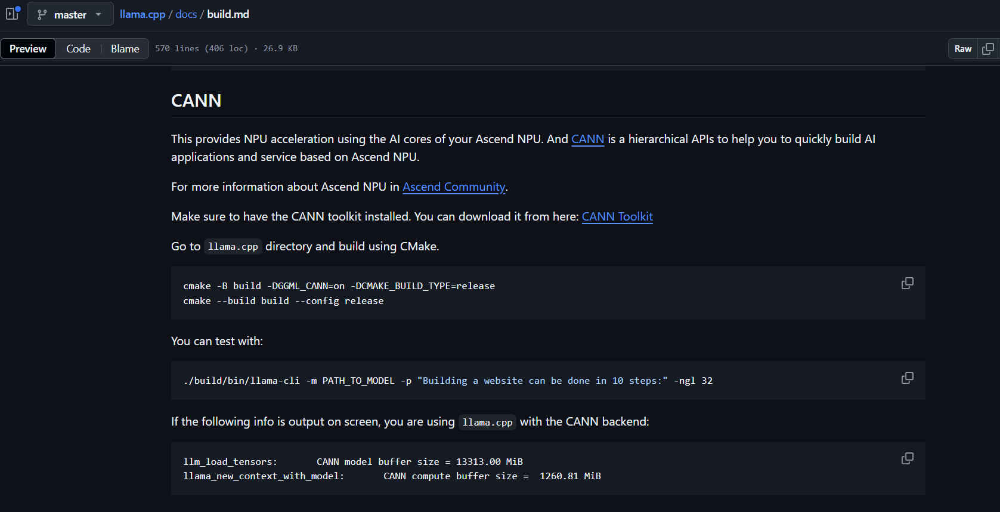 master
llama.cpp / docs / build.md
Preview Code Blame 570 lines (406 loc) · 26.9 KB Raw
CANN
This provides NPU acceleration using the AI cores of your Ascend NPU. And CANN is a hierarchical APIs to help you to quickly build AI
applications and service based on Ascend NPU.
For more information about Ascend NPU in Ascend Community.
Make sure to have the CANN toolkit installed. You can download it from here: CANN Toolkit
Go to llama.cpp directory and build using CMake.
cmake -B build -DGGML_CANN=on -DCMAKE_BUILD_TYPE=release
cmake --build build --config release
You can test with:
./build/bin/llama-cli -m PATH_TO_MODEL -p "Building a website can be done in 10 steps:" -ngl 32
If the following info is output on screen, you are using llama.cpp with the CANN backend:
llm_load_tensors:       CANN model buffer size = 13313.00 MiB
llama_new_context_with_model:       CANN compute buffer size =  1260.81 MiB